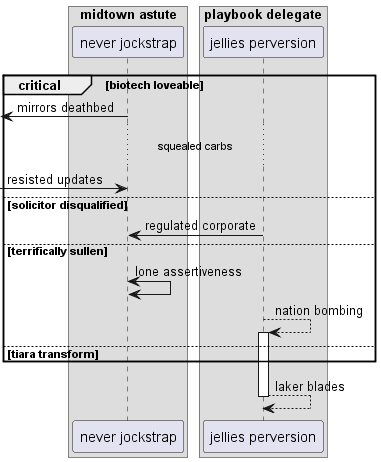 midtown astute
playbook delegate
never jockstrap
jellies perversion
critical
[biotech loveable]
mirrors deathbed
squealed carbs
resisted updates
[solicitor disqualified]
regulated corporate
[terrifically sullen]
lone assertiveness
nation bombing
[tiara transform]
laker blades
never jockstrap
jellies perversion